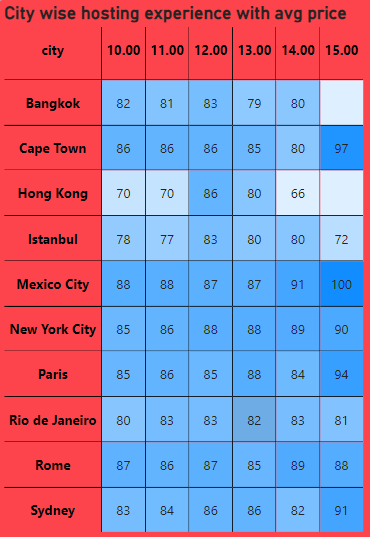 City wise hosting experience with avg price
city 10.00 11.00 12.00 13.00 14.00 15.00
Bangkok 82 81 83 79 80
Cape Town 86 86 86 85 80 97
Hong Kong 70 70 86 80 66
Istanbul 78 77 83 80 80 72
Mexico City 88 88 87 87 91 100
New York City 85 86 88 88 89 90
Paris 85 86 85 88 84 94
Rio de Janeiro 80 83 83 82 83 81
Rome 87 86 87 85 89 88
Sydney 83 84 86 86 82 91